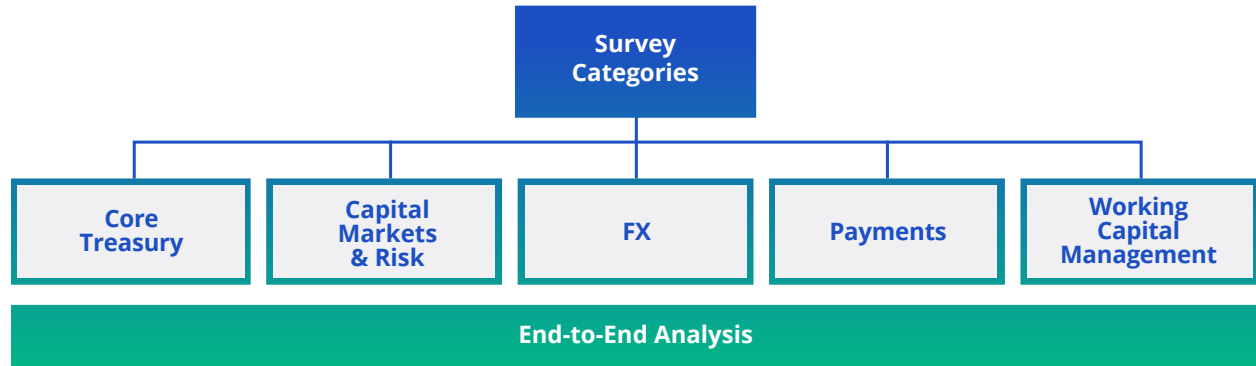 Survey
Categories
Core
Treasury
Capital
Markets
& Risk
FX
Payments
Working
Capital
Management
End-to-End Analysis